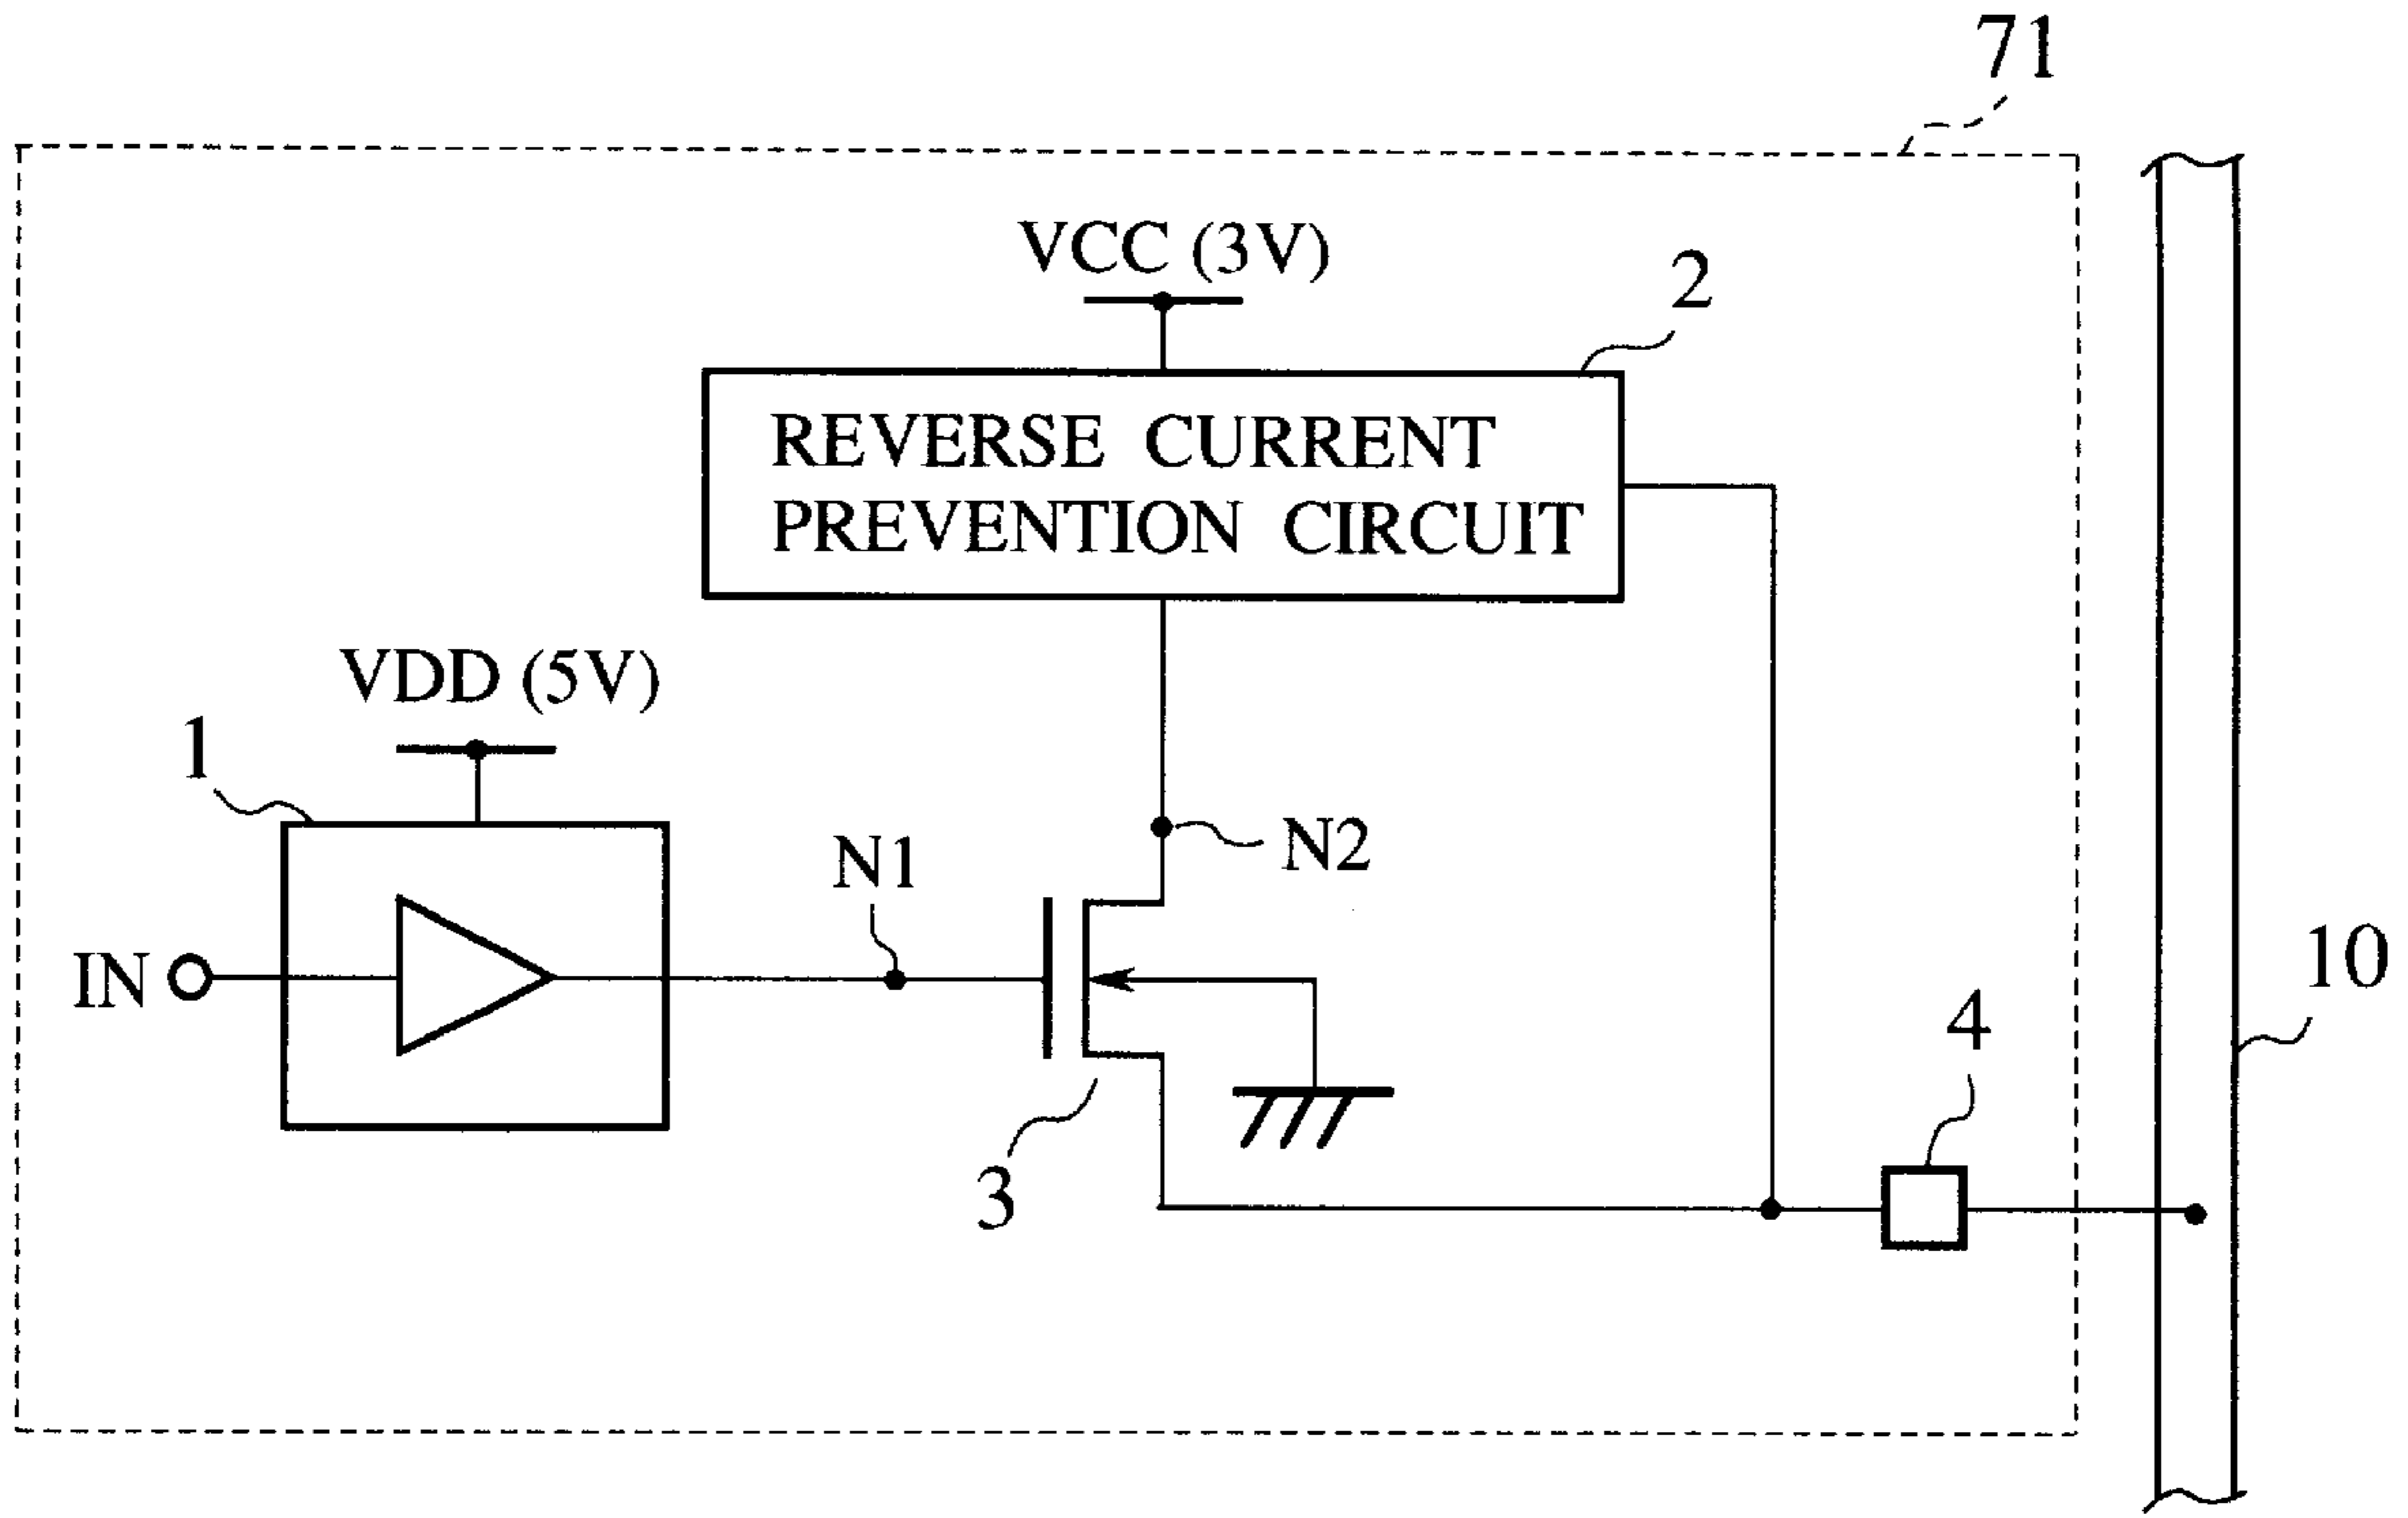 71
VCC (3V)
2
REVERSE CURRENT
PREVENTION CIRCUIT
VDD (5V)
1
N1
N2
IN
10
4
3